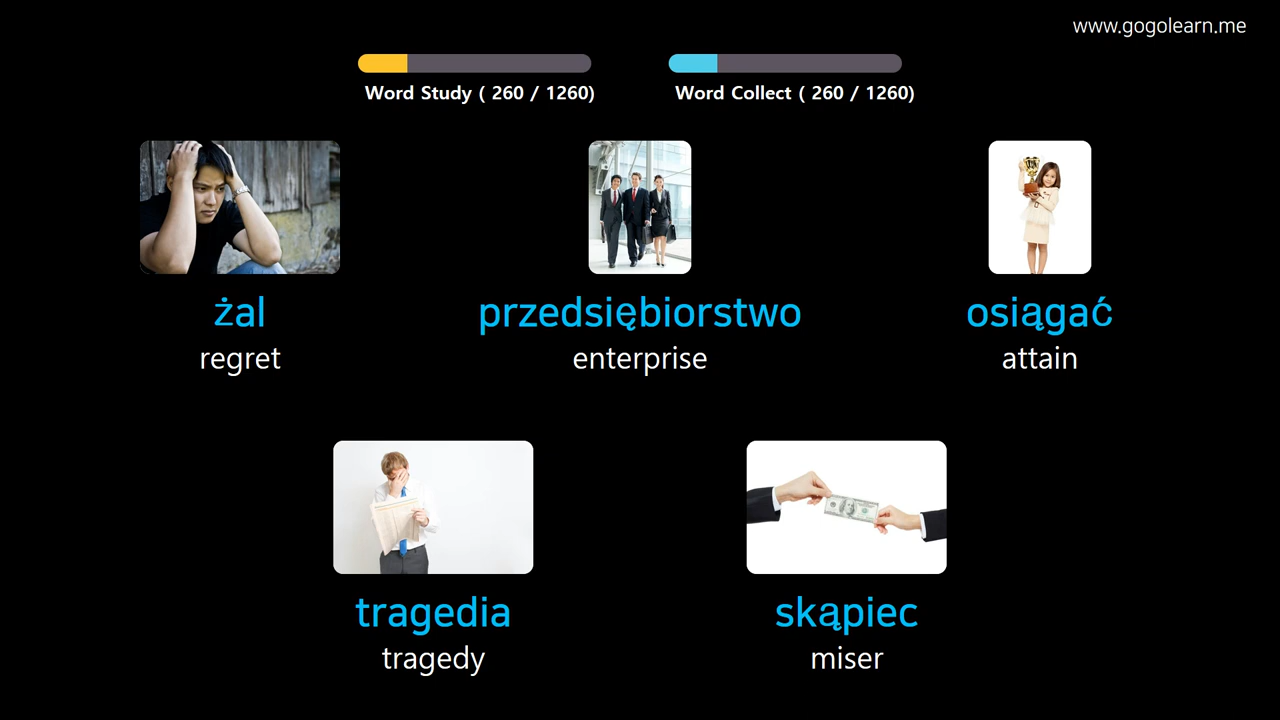 www.gogolearn.me
Word Study ( 260 / 1260)
Word Collect ( 260 / 1260)
żal
regret
przedsiębiorstwo
enterprise
osiągać
attain
tragedia
tragedy
skąpiec
miser